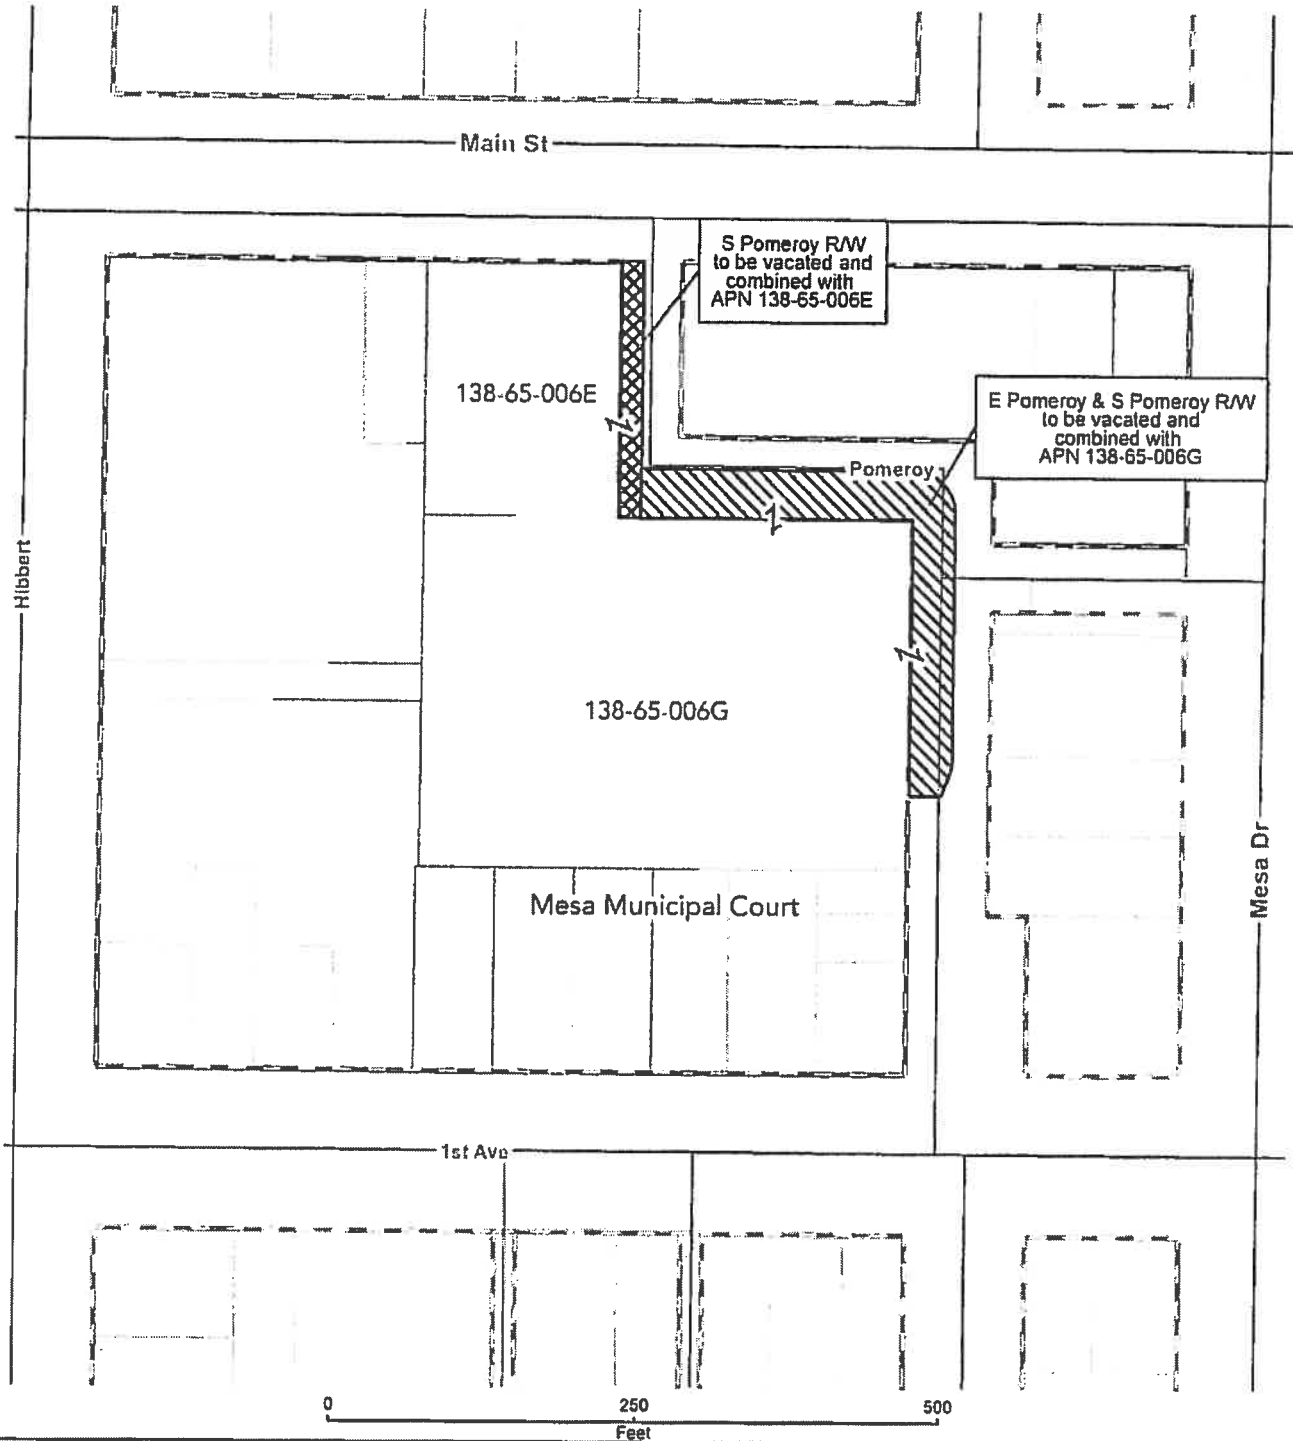 Main St
S Pomeroy R/W
to be vacated and
combined with
APN 138-65-006E
138-65-006E
E Pomeroy & S Pomeroy R/W
to be vacated and
combined with
APN 138-65-006G
Pomeroy
Hibbert
138-65-006G
Mesa Dr
Mesa Municipal Court
1st Ave
0 250 500
Feet